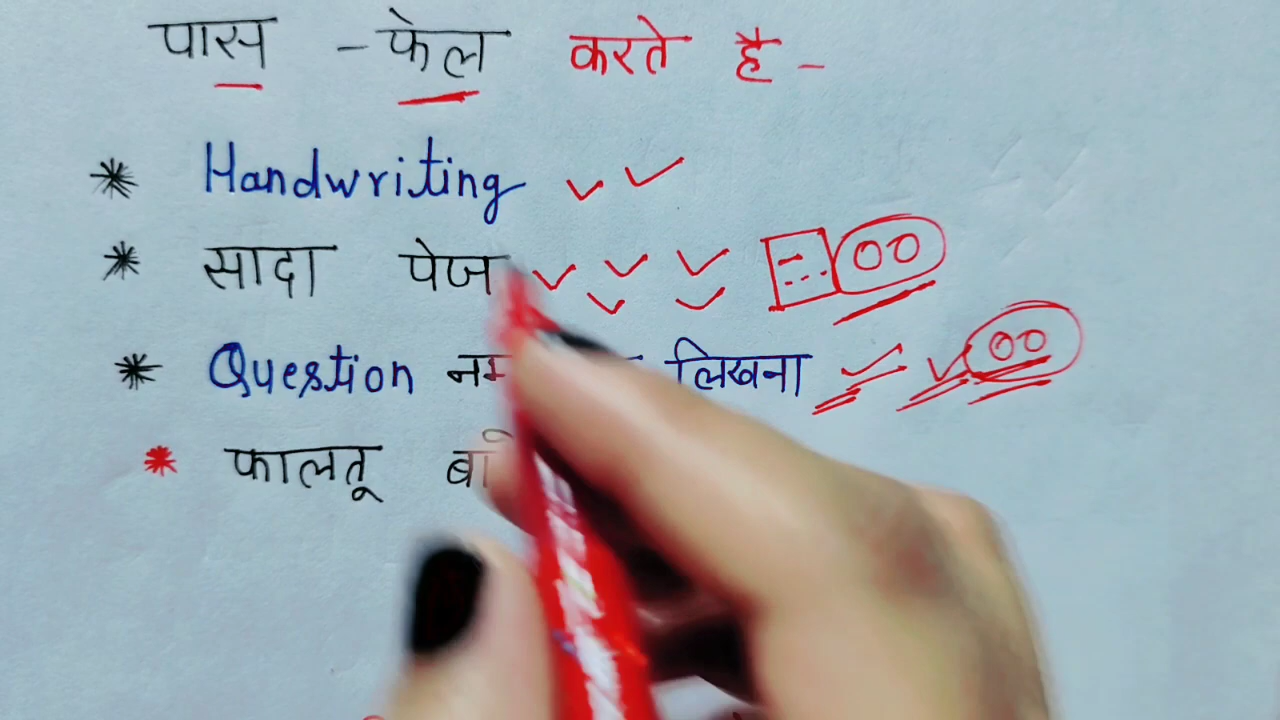 पास - फेल करते है -
* Handwriting
* सादा पेज
* Question लिखना
* फालतू